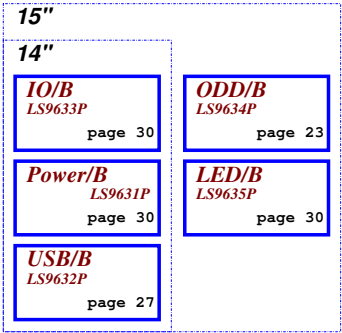 15"
14"
IO/B
LS9633P
page 30
ODD/B
LS9634P
page 23
Power/B
LS9631P
page 30
LED/B
LS9635P
page 30
USB/B
LS9632P
page 27